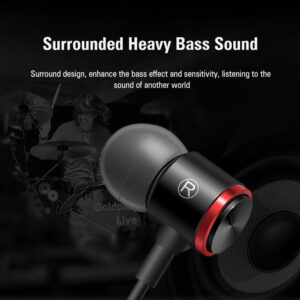 Surrounded Heavy Bass Sound
Surround design, enhance the bass effect and sensitivity, listening to the
sound of another world
R
Live